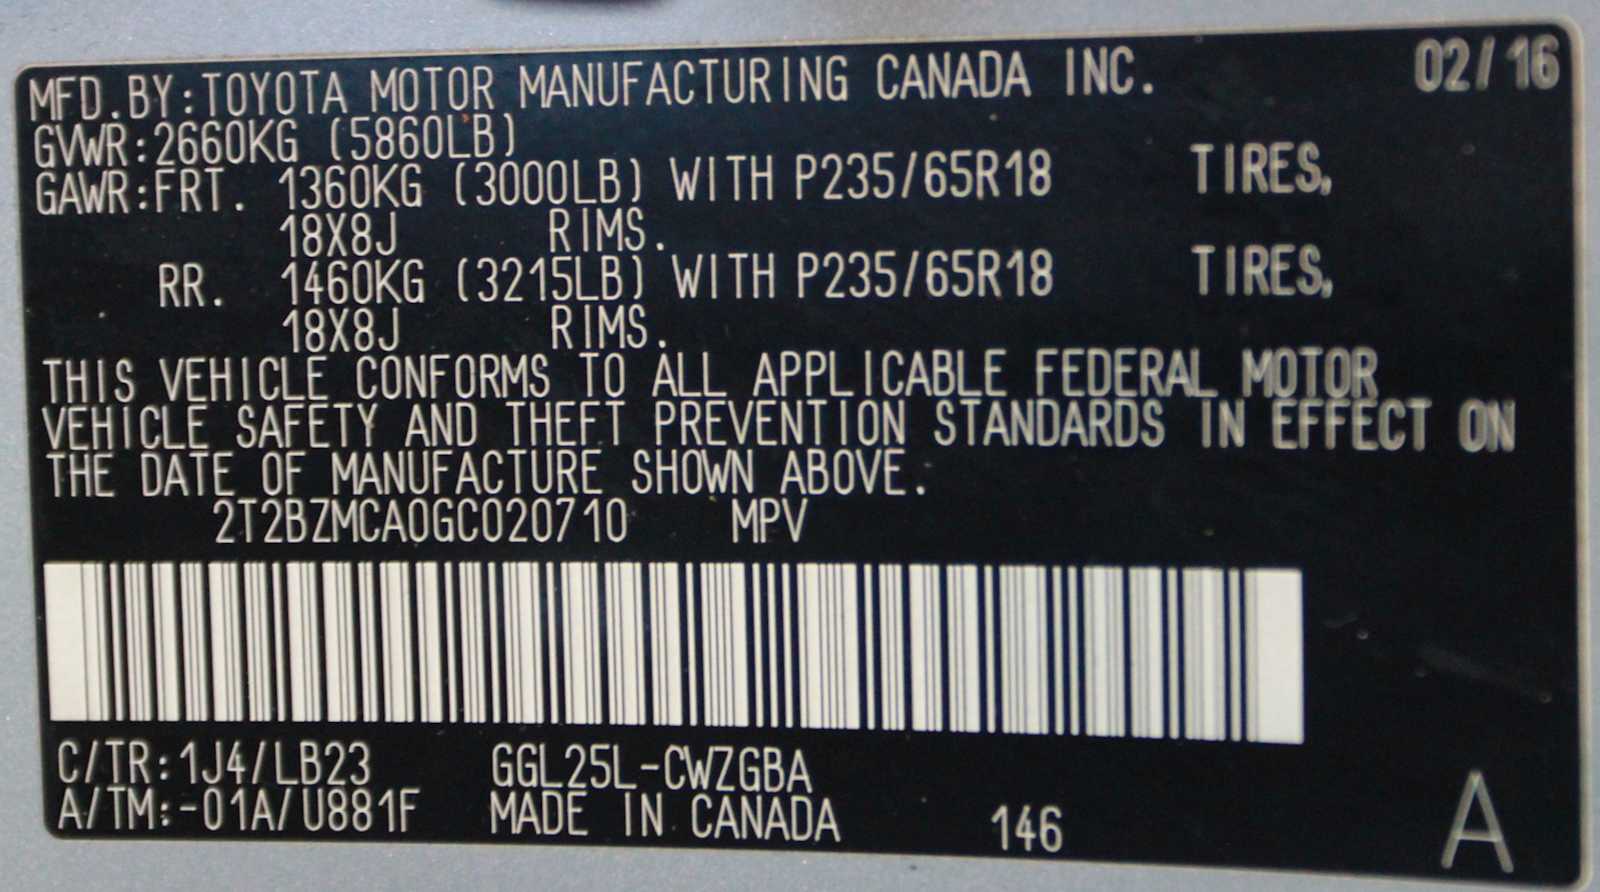 MFD.BY:TOYOTA MOTOR MANUFACTURING CANADA INC. 02/16
GVWR:2660KG (5860LB)
GAWR:FRT. 1360KG (3000LB) WITH P235/65R18 TIRES,
18X8J RIMS.
RR. 1460KG (3215LB) WITH P235/65R18 TIRES,
18X8J RIMS.
THIS VEHICLE CONFORMS TO ALL APPLICABLE FEDERAL MOTOR
VEHICLE SAFETY AND THEFT PREVENTION STANDARDS IN EFFECT ON
THE DATE OF MANUFACTURE SHOWN ABOVE.
2T2BZMCA0GC020710 MPV
C/TR:1J4/LB23 GGL25L-CWZGBA
A/TM:-01A/U881F MADE IN CANADA 146 A